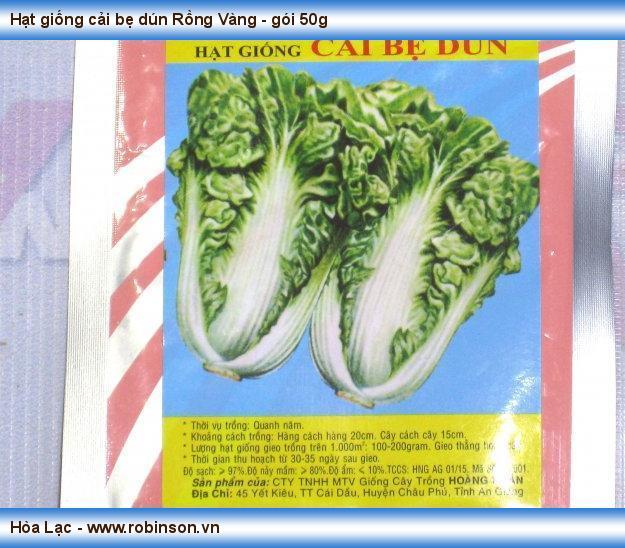 Hạt giống cải bẹ dún Rồng Vàng - gói 50g
HẠT GIỐNG CẢI BẸ DÚN
* Thời vụ trồng: Quanh năm.
* Khoảng cách trồng: Hàng cách hàng 20cm. Cây cách cây 15cm.
* Lượng hạt giống gieo trồng trên 1.000m²: 100-200gram. Gieo thẳng
* Thời gian thu hoạch từ 30-35 ngày sau gieo.
Độ sạch: > 97%.Độ nảy mầm: > 80%.Độ ẩm: < 10%.TCCS: HNG AG 01/15. Mã
Sản phẩm của: CTY TNHH MTV Giống Cây Trồng HOÀNG
Địa Chỉ: 45 Yết Kiêu, TT Cái Dầu, Huyện Châu Phú, Tỉnh An Giang
Hòa Lạc - www.robinson.vn